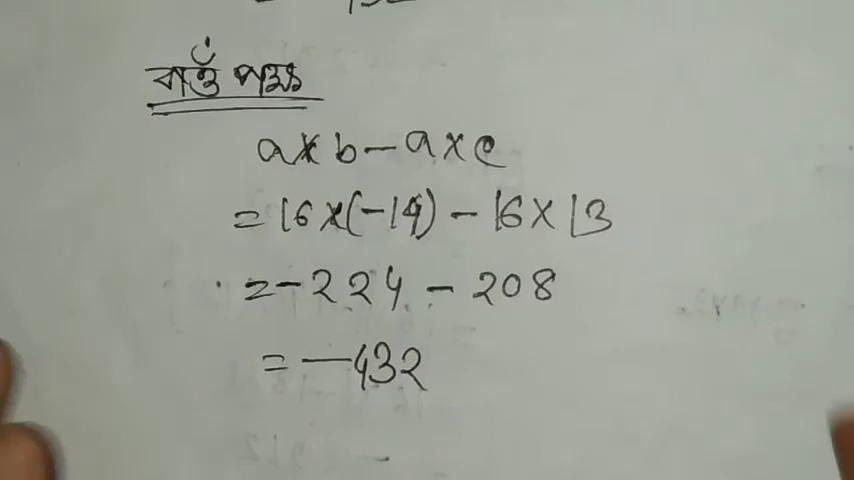 বাওঁ পক্ষ
a×b-a×c
=16×(-14)-16×13
=-224-208
=-432